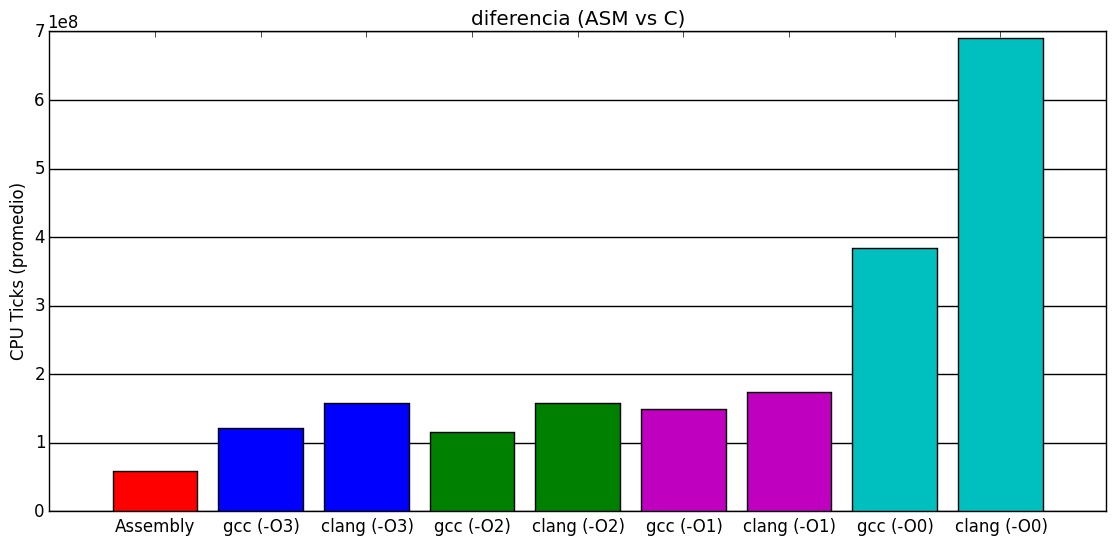 diferencia (ASM vs C)
1e8
7
6
5
4
3
2
1
0
CPU Ticks (promedio)
Assembly gcc (-O3) clang (-O3) gcc (-O2) clang (-O2) gcc (-O1) clang (-O1) gcc (-O0) clang (-O0)